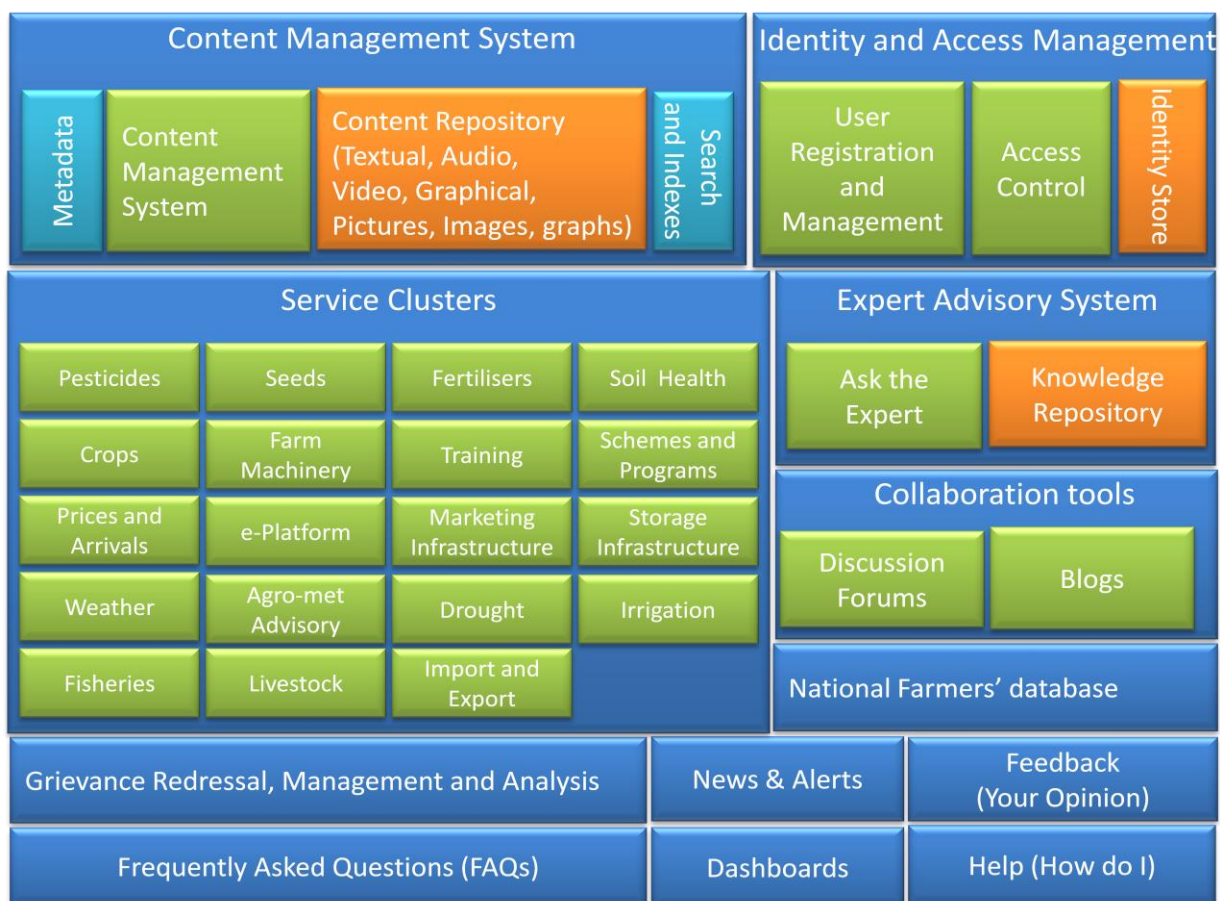 Content Management System
Metadata
Content
Management
System
Content Repository
(Textual, Audio,
Video, Graphical,
Pictures, Images, graphs)
Search
and Indexes
Identity and Access Management
User
Registration
and
Management
Access
Control
Identity Store
Service Clusters
Pesticides
Seeds
Fertilisers
Soil  Health
Crops
Farm
Machinery
Training
Schemes and
Programs
Prices and
Arrivals
e-Platform
Marketing
Infrastructure
Storage
Infrastructure
Weather
Agro-met
Advisory
Drought
Irrigation
Fisheries
Livestock
Import and
Export
Expert Advisory System
Ask the
Expert
Knowledge
Repository
Collaboration tools
Discussion
Forums
Blogs
National Farmers’ database
Grievance Redressal, Management and Analysis
News & Alerts
Feedback
(Your Opinion)
Frequently Asked Questions (FAQs)
Dashboards
Help (How do I)